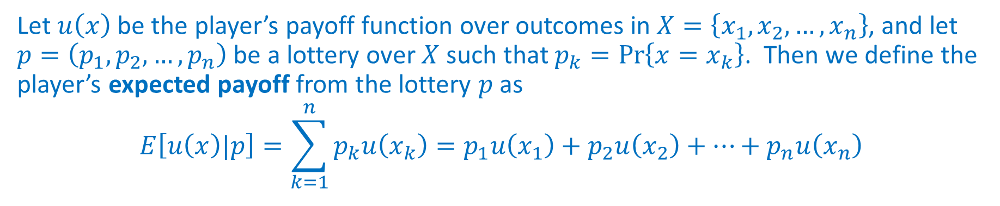 Let u(x) be the player’s payoff function over outcomes in X = {x₁, x₂, … , xₙ}, and let
p = (p₁, p₂, … , pₙ) be a lottery over X such that pₖ = Pr{x = xₖ}. Then we define the
player’s expected payoff from the lottery p as
E[u(x)|p] = ∑ₖ₌₁ⁿ pₖu(xₖ) = p₁u(x₁) + p₂u(x₂) + ⋯ + pₙu(xₙ)